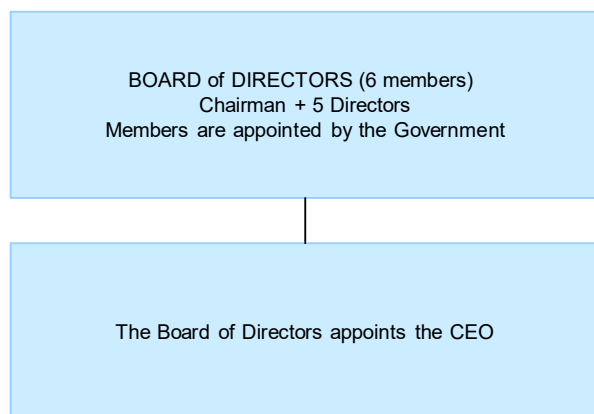 BOARD of DIRECTORS (6 members)
Chairman + 5 Directors
Members are appointed by the Government
The Board of Directors appoints the CEO